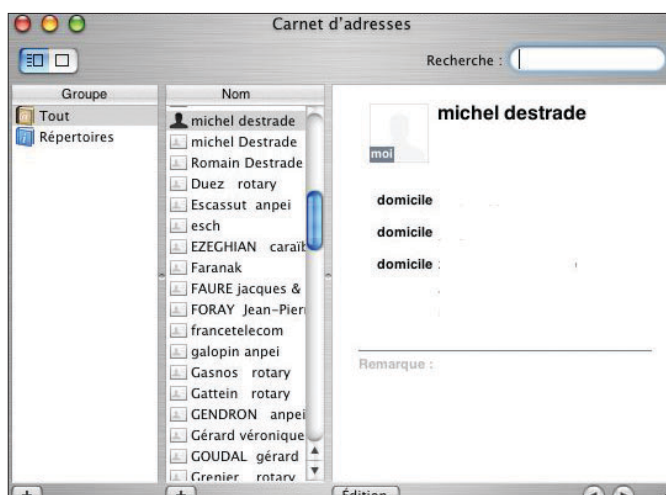 Carnet d'adresses
Recherche :
Groupe
Tout
Répertoires
Nom
michel destrade
michel Destrade
Romain Destrade
Duez rotary
Escassut anpei
esch
EZEGHIAN caraïb
Faranak
FAURE jacques &
FORAY Jean-Pier
francetelecom
galopin anpei
Gasnos rotary
Gattein rotary
GENDRON anpei
Gérard véronique
GOUDAL gérard
Grenier rotary
michel destrade
moi
domicile
domicile
domicile
Remarque :
Édition